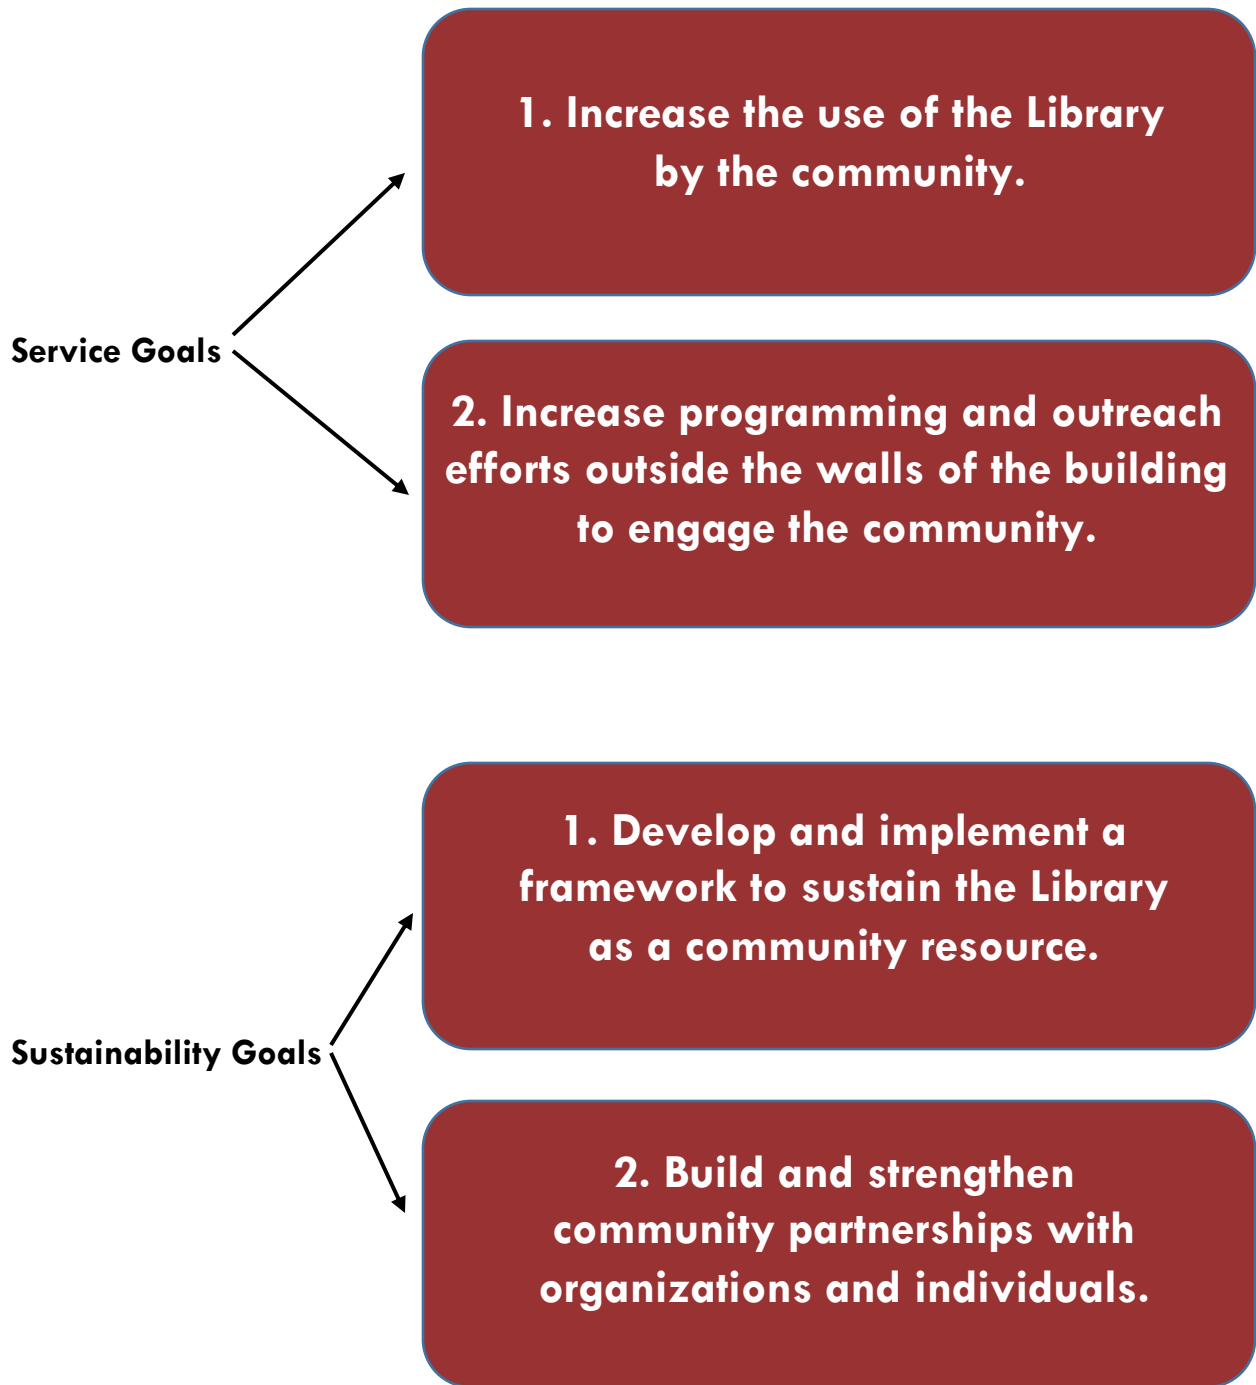 Service Goals
1. Increase the use of the Library
by the community.
2. Increase programming and outreach
efforts outside the walls of the building
to engage the community.
Sustainability Goals
1. Develop and implement a
framework to sustain the Library
as a community resource.
2. Build and strengthen
community partnerships with
organizations and individuals.